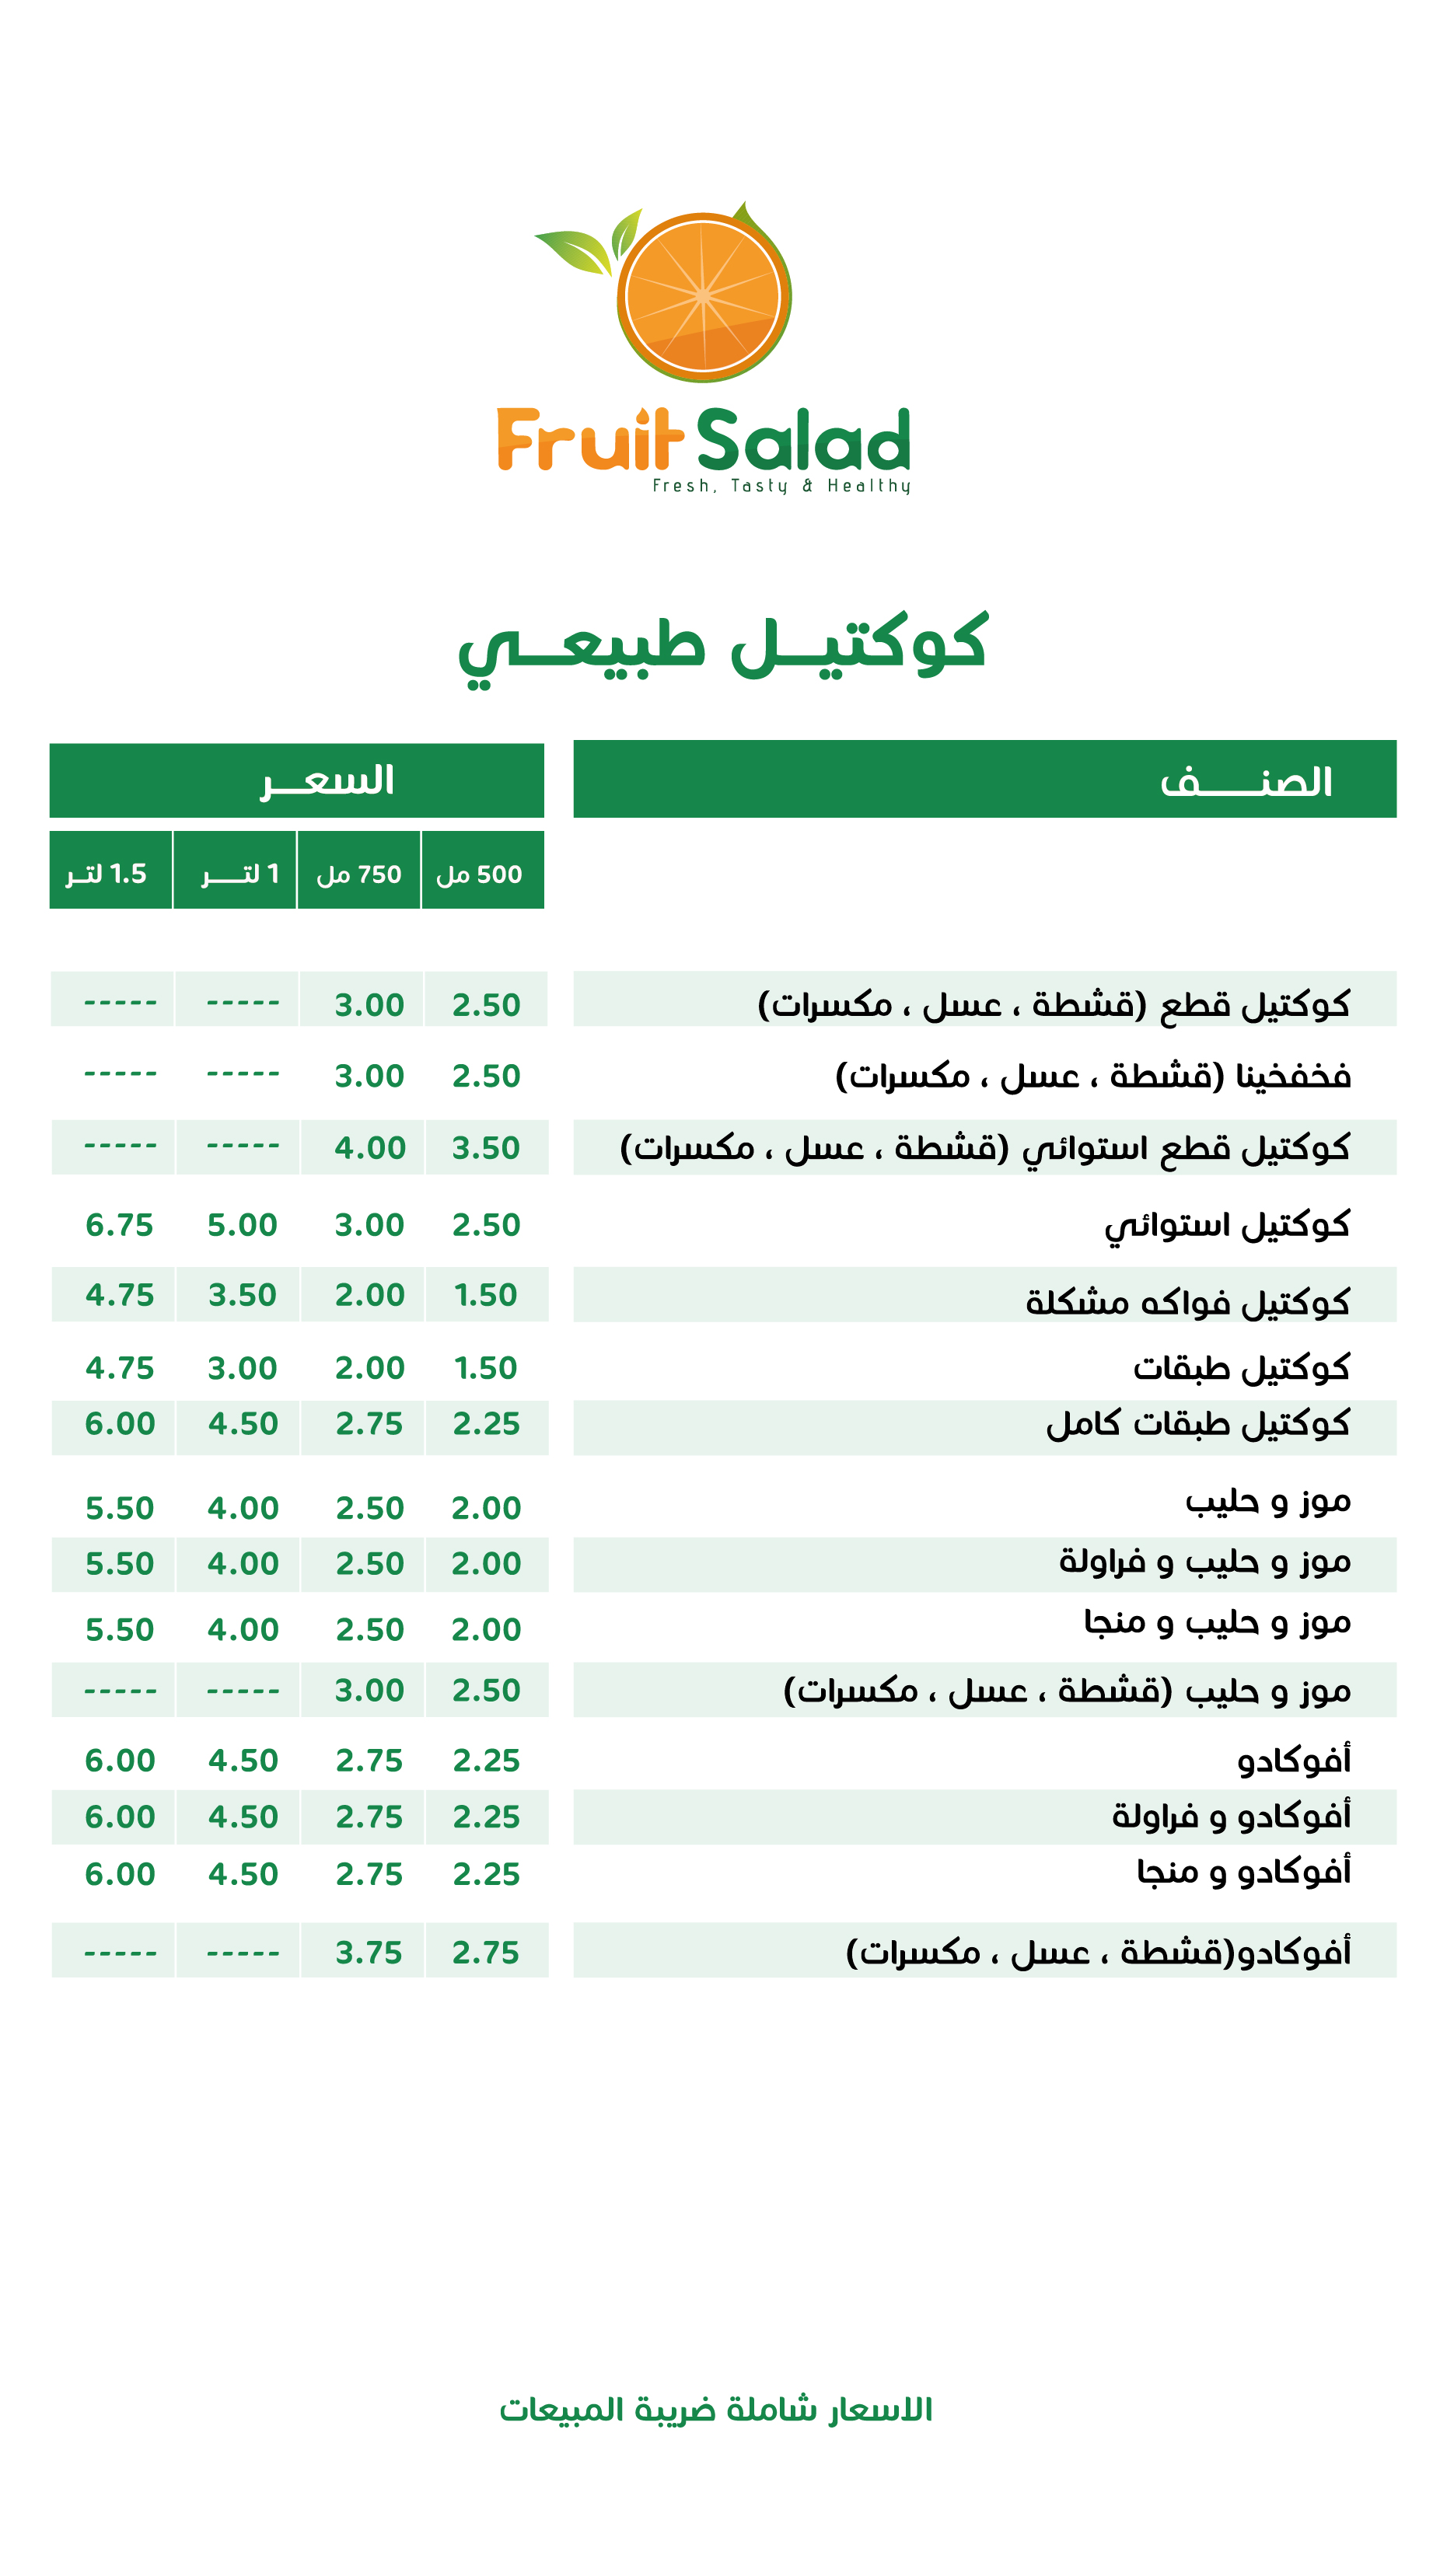 Fruit Salad
Fresh, Tasty & Healthy
كوكتيـــل طبيعـــي
الصنــــــف السعـــر
500 مل 750 مل 1 لتــــر 1.5 لتــر
كوكتيل قطع (قشطة ، عسل ، مكسرات) 2.50 3.00 ----- -----
فخفخينا (قشطة ، عسل ، مكسرات) 2.50 3.00 ----- -----
كوكتيل قطع استوائي (قشطة ، عسل ، مكسرات) 3.50 4.00 ----- -----
كوكتيل استوائي 2.50 3.00 5.00 6.75
كوكتيل فواكه مشكلة 1.50 2.00 3.50 4.75
كوكتيل طبقات 1.50 2.00 3.00 4.75
كوكتيل طبقات كامل 2.25 2.75 4.50 6.00
موز و حليب 2.00 2.50 4.00 5.50
موز و حليب و فراولة 2.00 2.50 4.00 5.50
موز و حليب و منجا 2.00 2.50 4.00 5.50
موز و حليب (قشطة ، عسل ، مكسرات) 2.50 3.00 ----- -----
أفوكادو 2.25 2.75 4.50 6.00
أفوكادو و فراولة 2.25 2.75 4.50 6.00
أفوكادو و منجا 2.25 2.75 4.50 6.00
أفوكادو(قشطة ، عسل ، مكسرات) 2.75 3.75 ----- -----
الاسعار شاملة ضريبة المبيعات